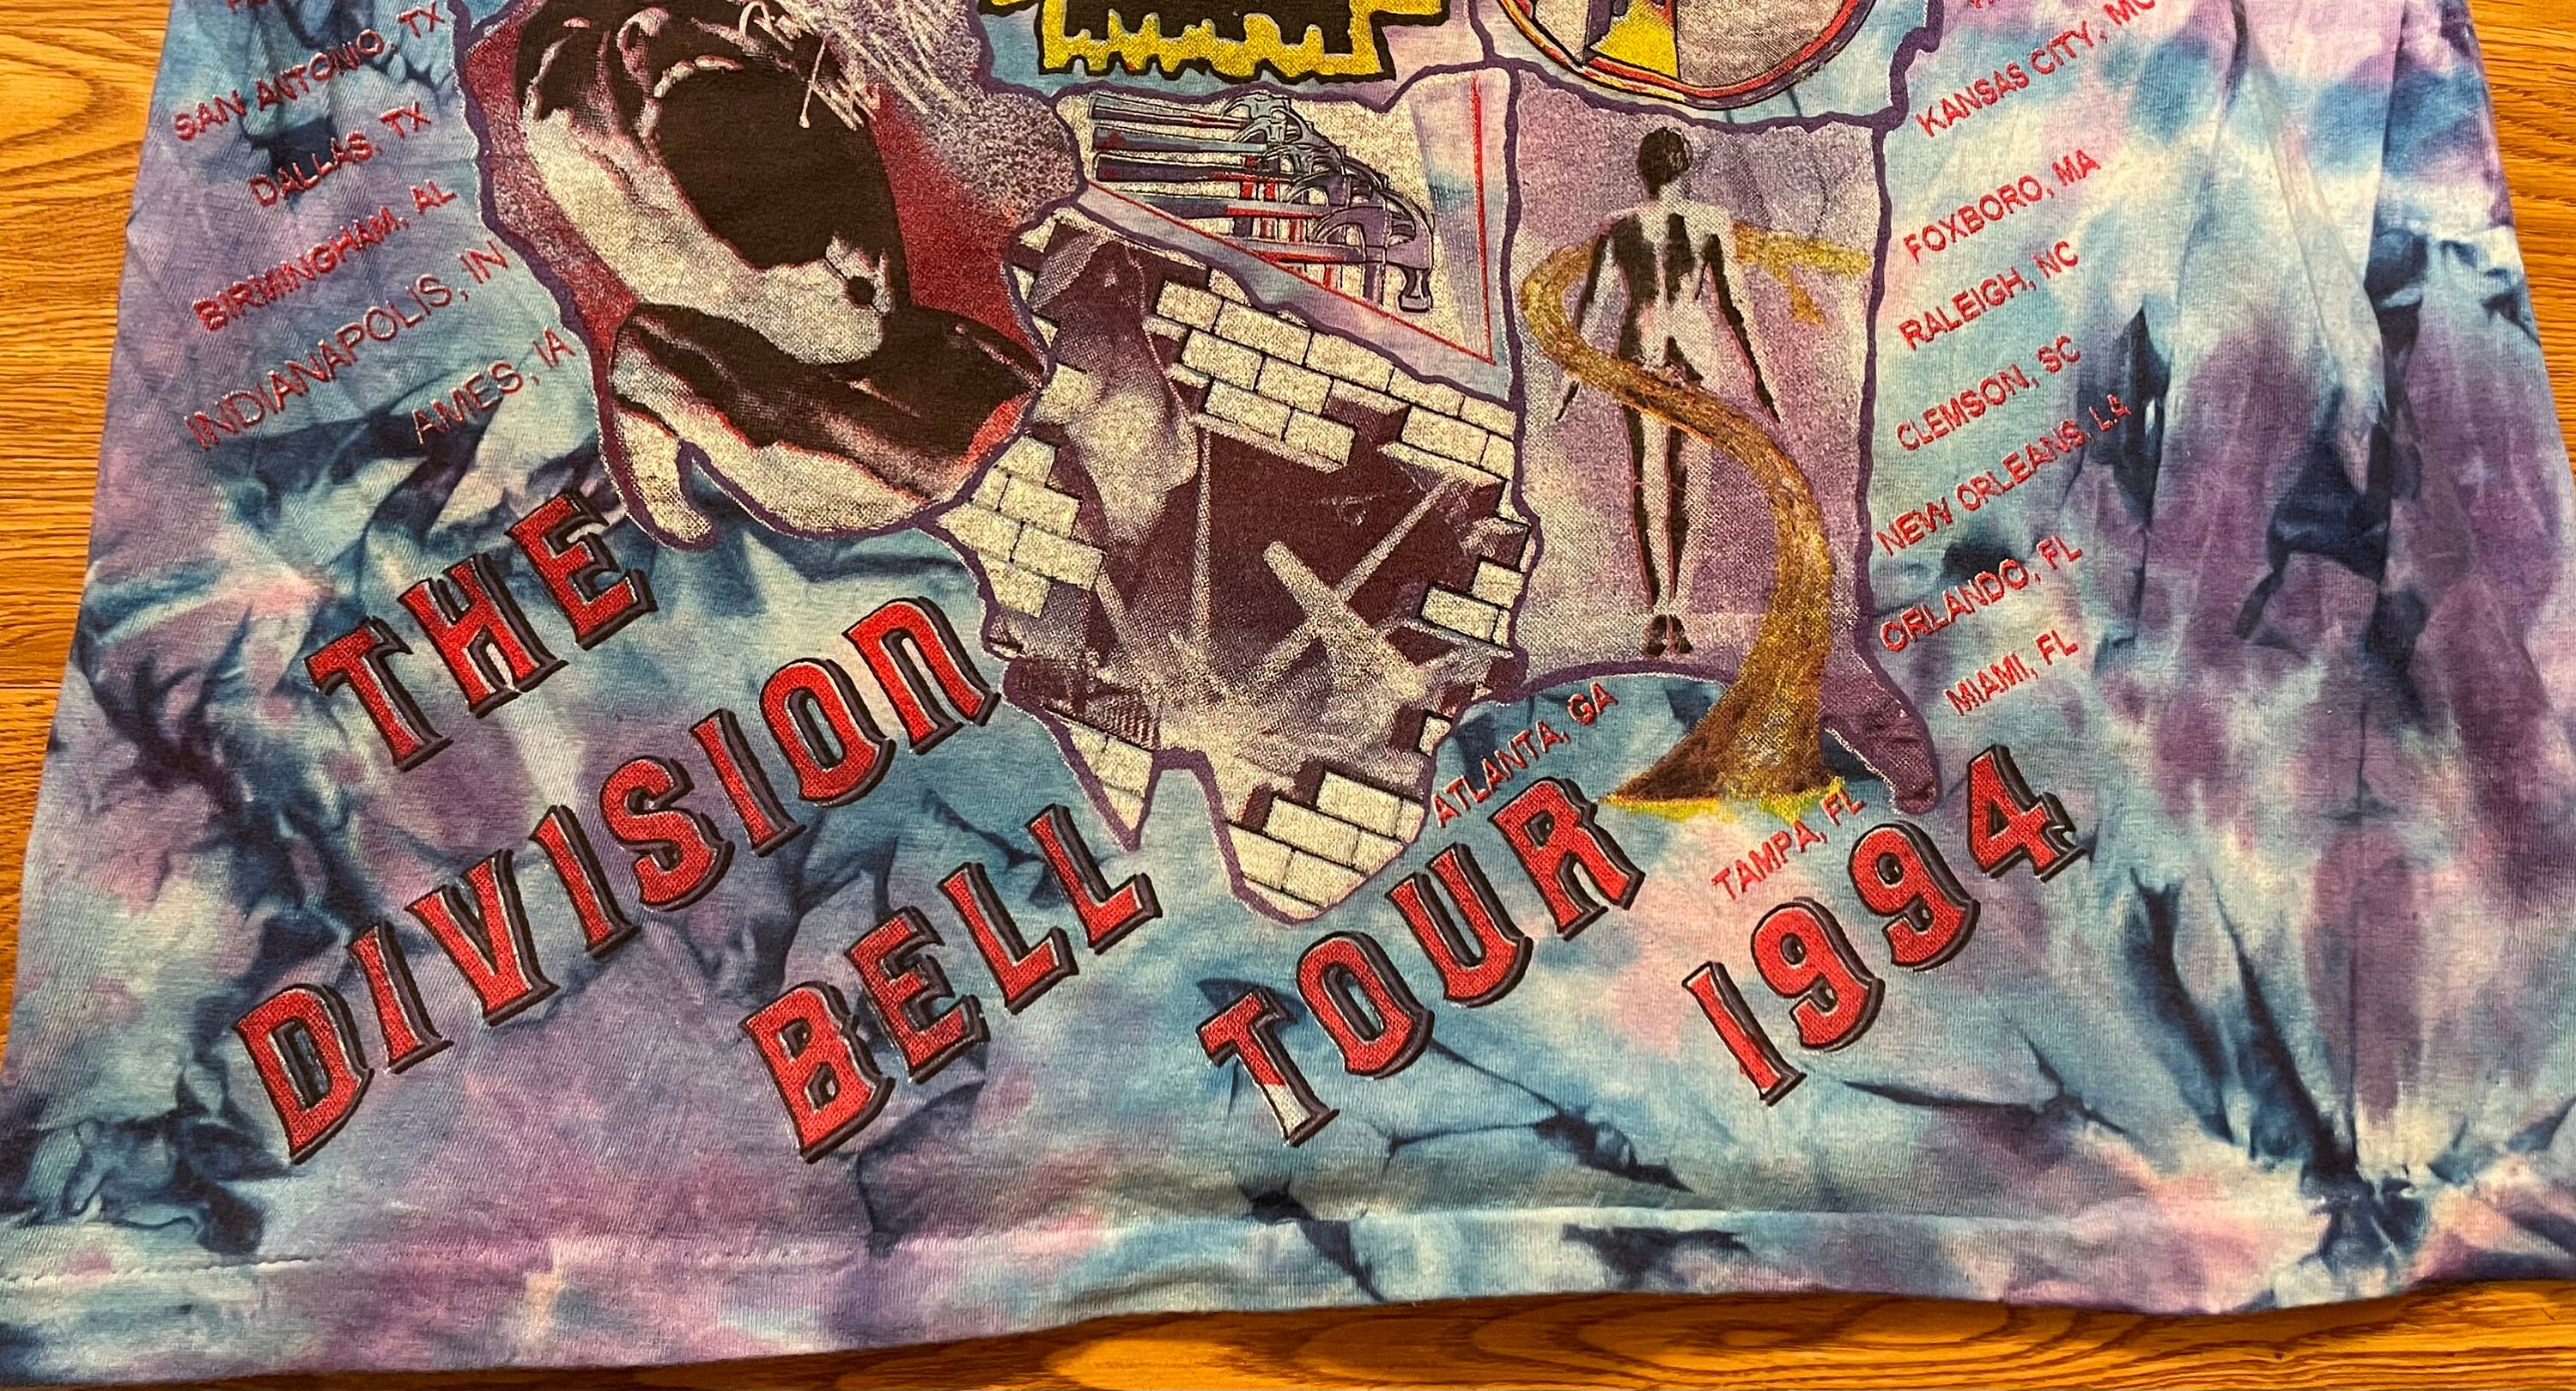 SAN ANTONIO, TX
DALLAS, TX
BIRMINGHAM, AL
INDIANAPOLIS, IN
AMES, IA
KANSAS CITY, MO
FOXBORO, MA
RALEIGH, NC
CLEMSON, SC
NEW ORLEANS, LA
ORLANDO, FL
MIAMI, FL
ATLANTA, GA
TAMPA, FL
THE
DIVISION
BELL
TOUR
1994